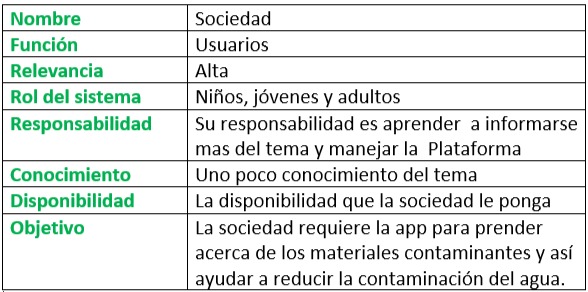 Nombre Sociedad
Función Usuarios
Relevancia Alta
Rol del sistema Niños, jóvenes y adultos
Responsabilidad Su responsabilidad es aprender a informarse
mas del tema y manejar la Plataforma
Conocimiento Uno poco conocimiento del tema
Disponibilidad La disponibilidad que la sociedad le ponga
Objetivo La sociedad requiere la app para prender
acerca de los materiales contaminantes y así
ayudar a reducir la contaminación del agua.